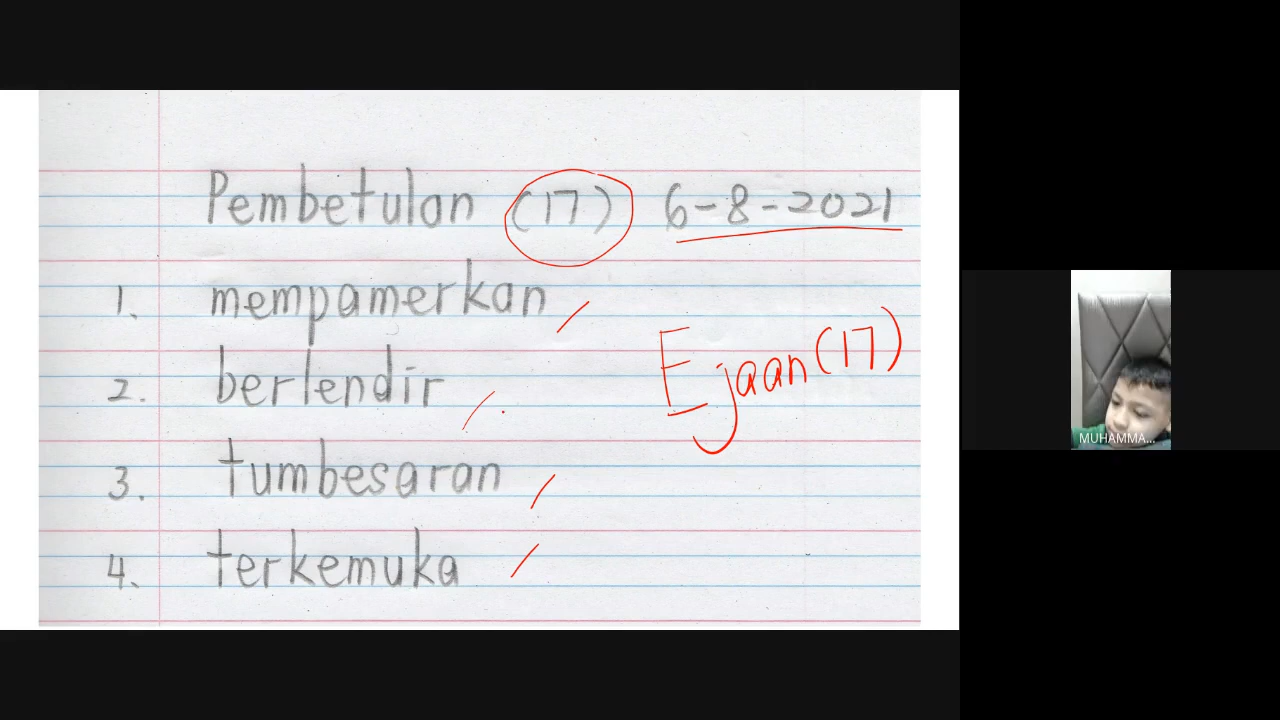 Pembetulan (17) 6-8-2021
1. mempamerkan
Ejaan (17)
2. berlendir
3. tumbesaran
4. terkemuka
MUHAMMA...